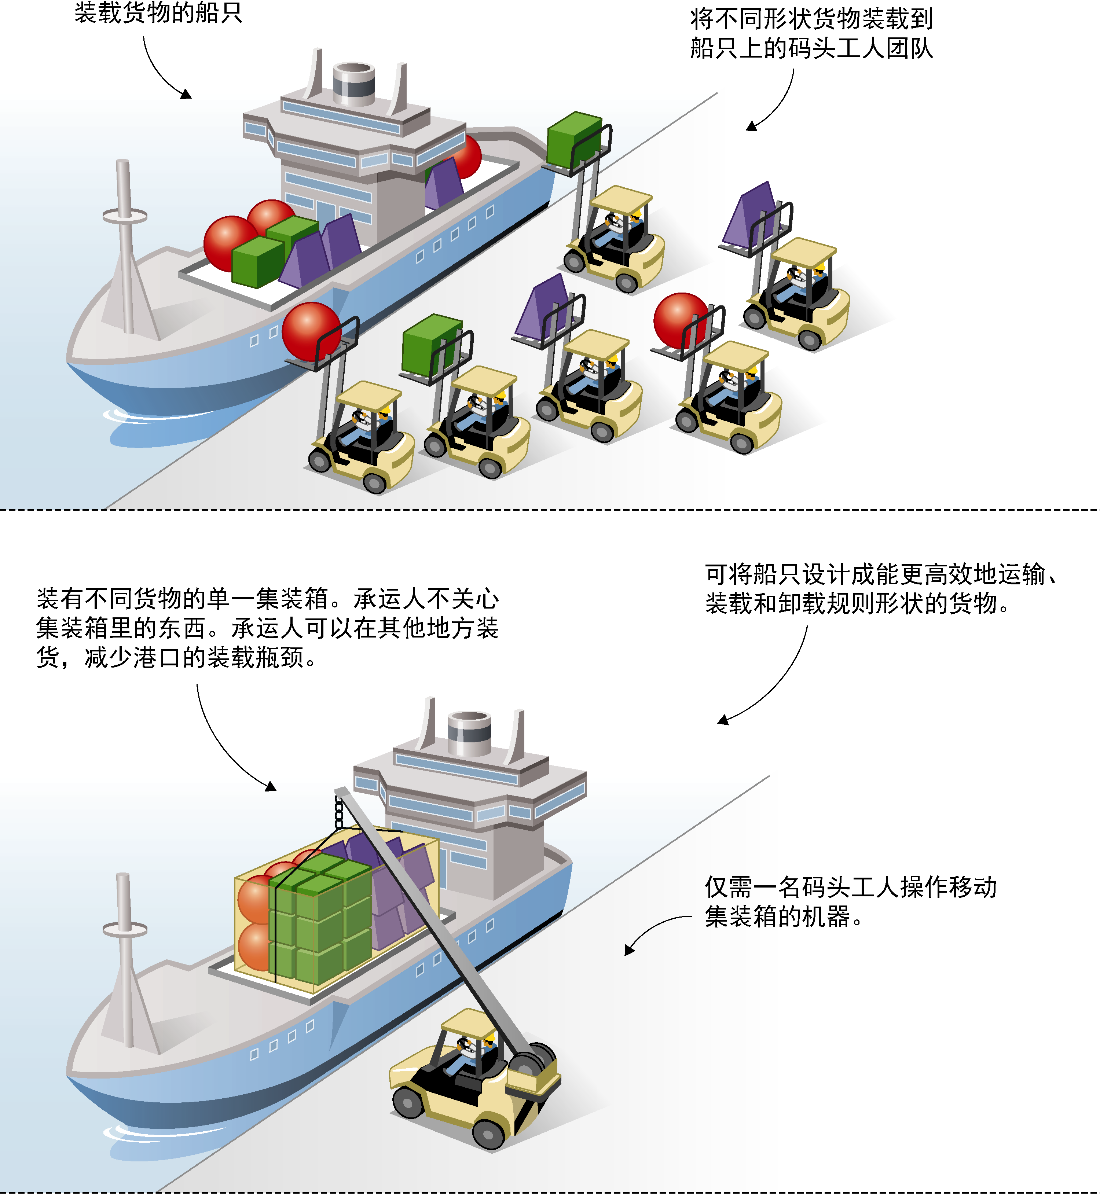 装载货物的船只
将不同形状货物装载到
船只上的码头工人团队
可将船只设计成能更高效地运输、
装载和卸载规则形状的货物。
装有不同货物的单一集装箱。承运人不关心
集装箱里的东西。承运人可以在其他地方装
货，减少港口的装载瓶颈。
仅需一名码头工人操作移动
集装箱的机器。